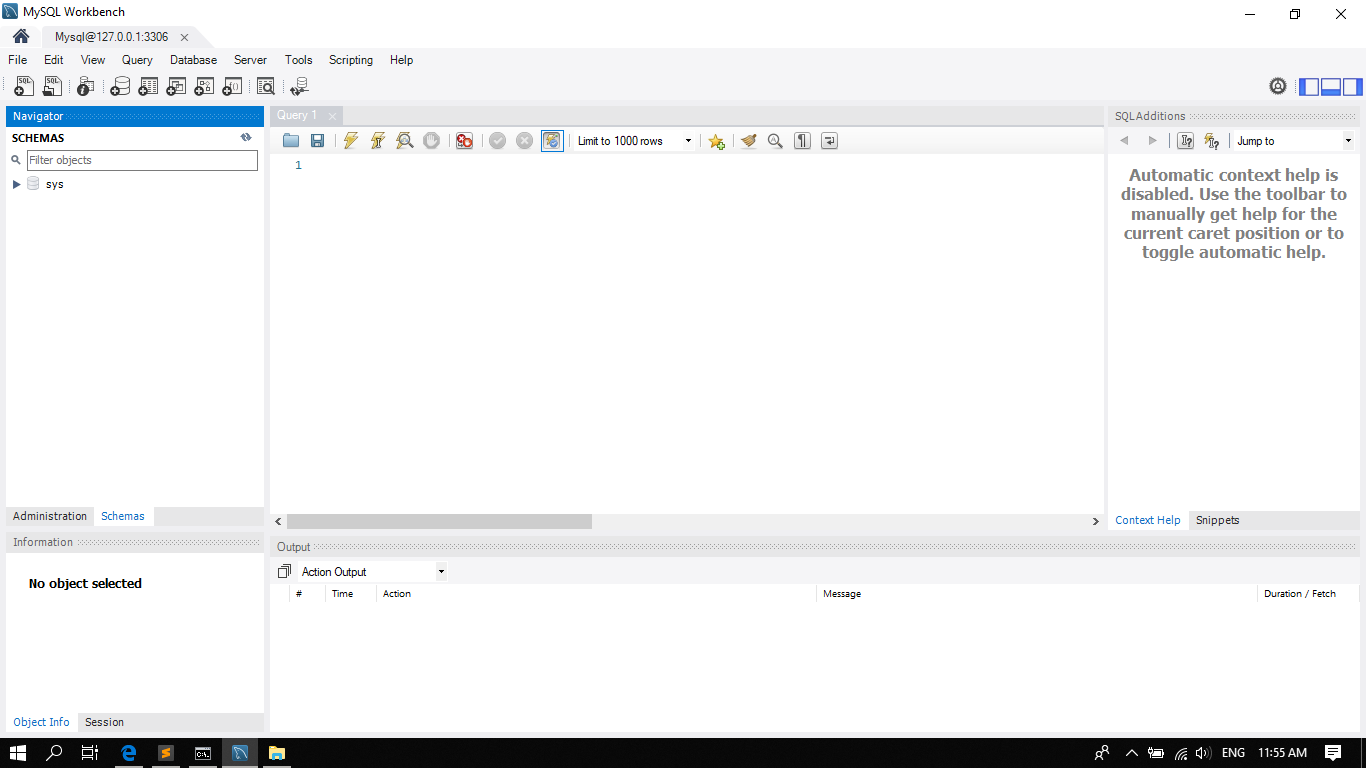 MySQL Workbench
Mysql@127.0.0.1:3306
File Edit View Query Database Server Tools Scripting Help
SQL SQL
Navigator
SCHEMAS
Filter objects
sys
Administration Schemas
Information
No object selected
Object Info Session
Query 1
Limit to 1000 rows
1
Output
Action Output
# Time Action Message Duration / Fetch
SQLAdditions
Jump to
Automatic context help is
disabled. Use the toolbar to
manually get help for the
current caret position or to
toggle automatic help.
Context Help Snippets
ENG 11:55 AM